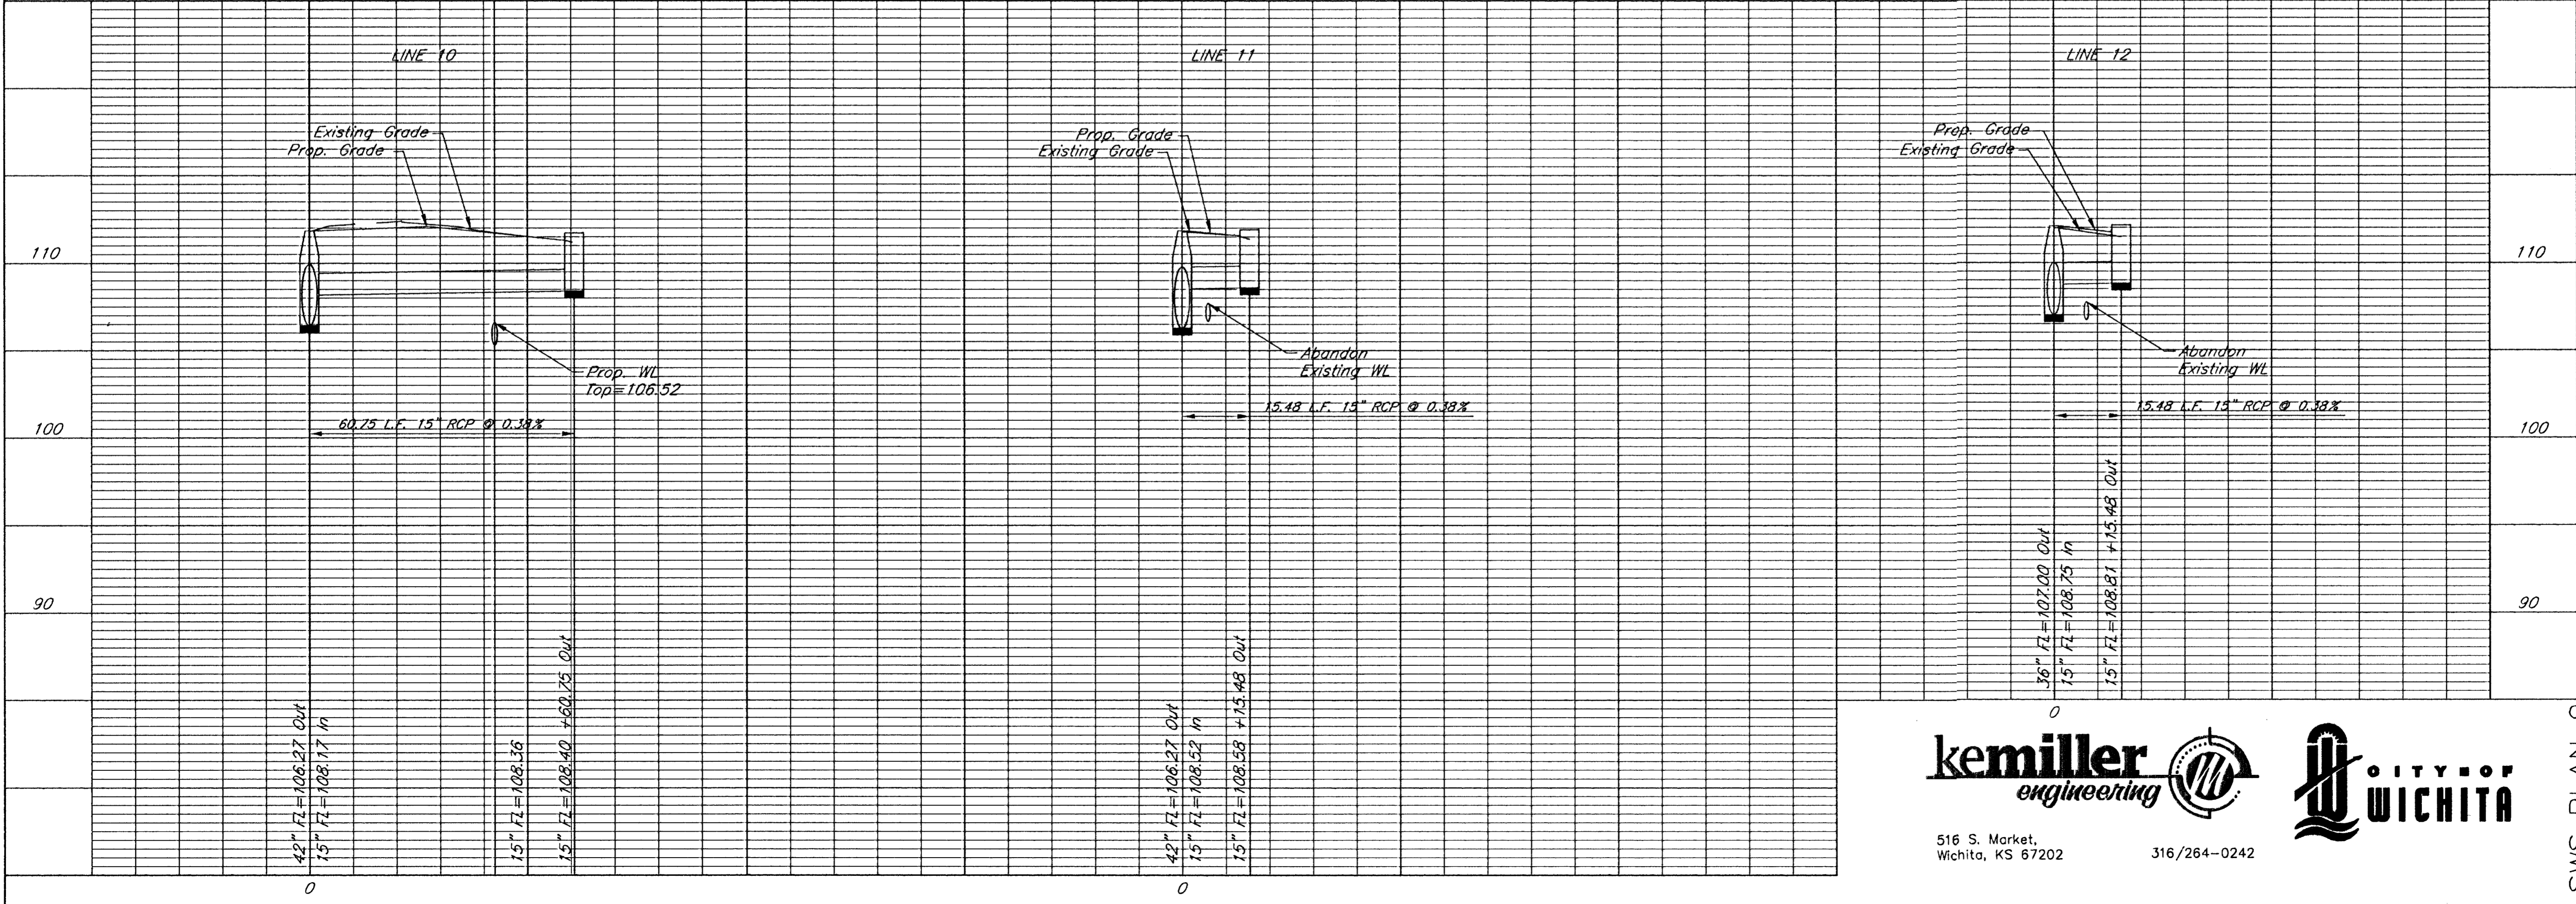 LINE 10
Existing Grade
Prop. Grade
110
Prop. WL
Top=106.52
100
60.75 L.F. 15" RCP @ 0.38%
90
42" FL=106.27 Out
15" FL=108.17 In
15" FL=108.36
15" FL=108.40 +60.75 Out
0
LINE 11
Prop. Grade
Existing Grade
Abandon
Existing WL
15.48 L.F. 15" RCP @ 0.38%
42" FL=106.27 Out
15" FL=108.52 In
15" FL=108.58 +15.48 Out
0
LINE 12
Prop. Grade
Existing Grade
110
Abandon
Existing WL
15.48 L.F. 15" RCP @ 0.38%
100
90
36" FL=107.00 Out
15" FL=108.75 In
15" FL=108.81 +15.48 Out
0
kemiller
engineering
516 S. Market,
Wichita, KS 67202
316/264-0242
CITY OF
WICHITA